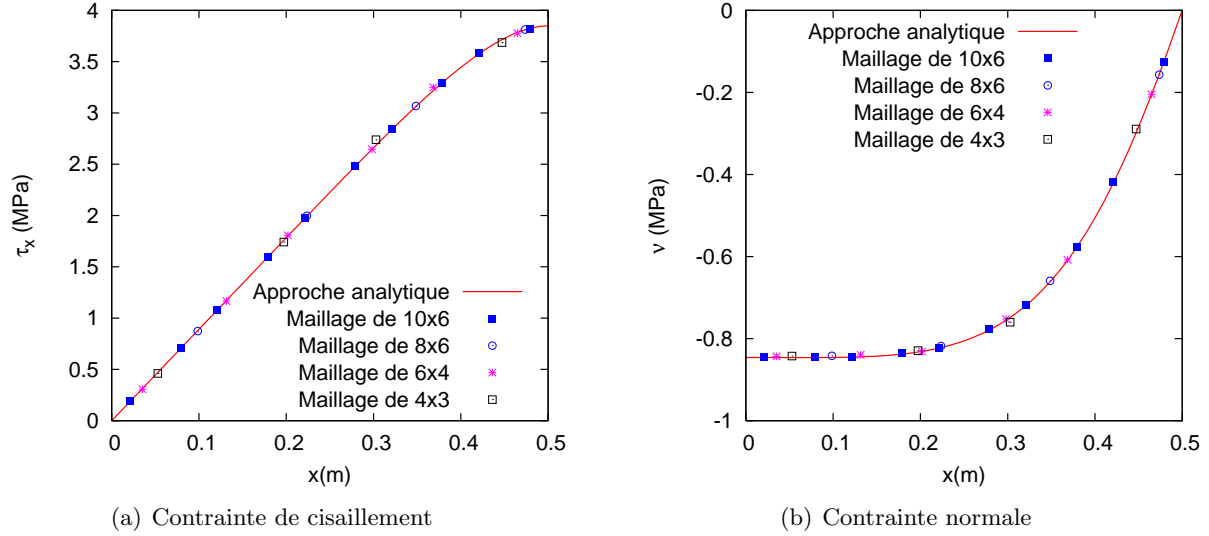 4
3.5
3
2.5
2
1.5
1
0.5
0
τx (MPa)
Approche analytique
Maillage de 10x6
Maillage de 8x6
Maillage de 6x4
Maillage de 4x3
0 0.1 0.2 0.3 0.4 0.5
x(m)
(a) Contrainte de cisaillement
0
-0.2
-0.4
-0.6
-0.8
-1
ν (MPa)
Approche analytique
Maillage de 10x6
Maillage de 8x6
Maillage de 6x4
Maillage de 4x3
0 0.1 0.2 0.3 0.4 0.5
x(m)
(b) Contrainte normale